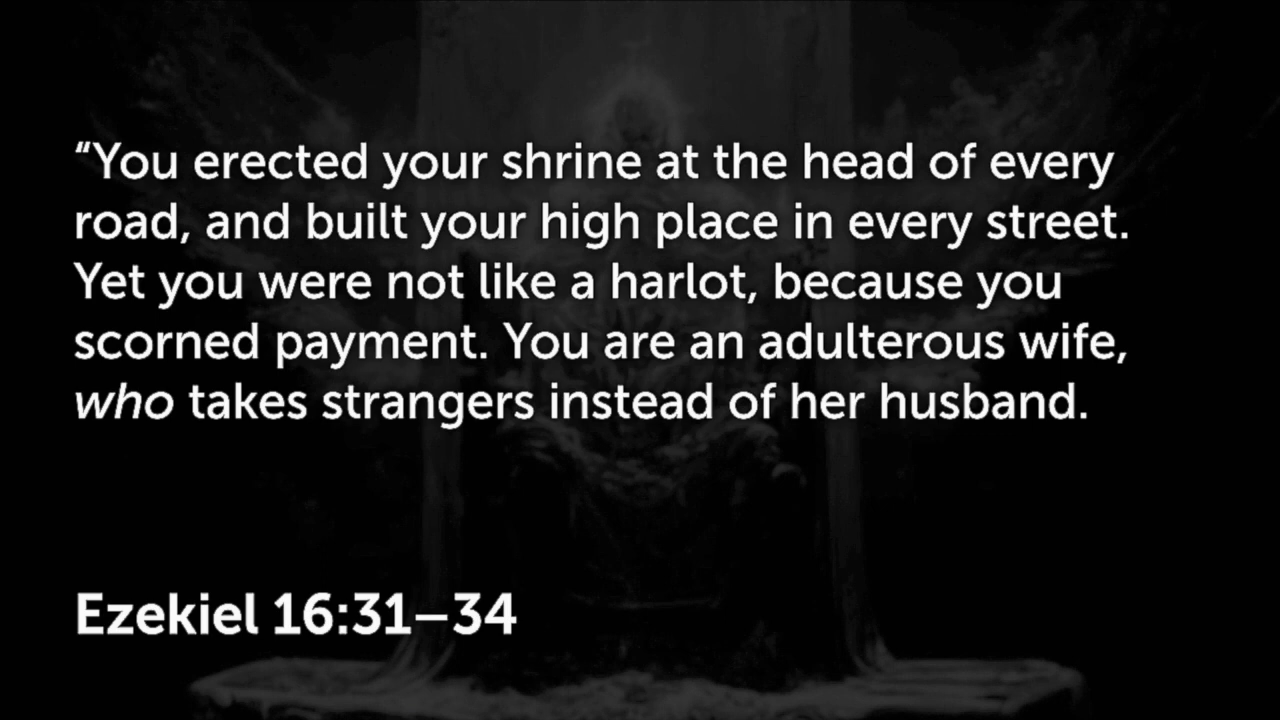 "You erected your shrine at the head of every
road, and built your high place in every street.
Yet you were not like a harlot, because you
scorned payment. You are an adulterous wife,
who takes strangers instead of her husband.
Ezekiel 16:31–34